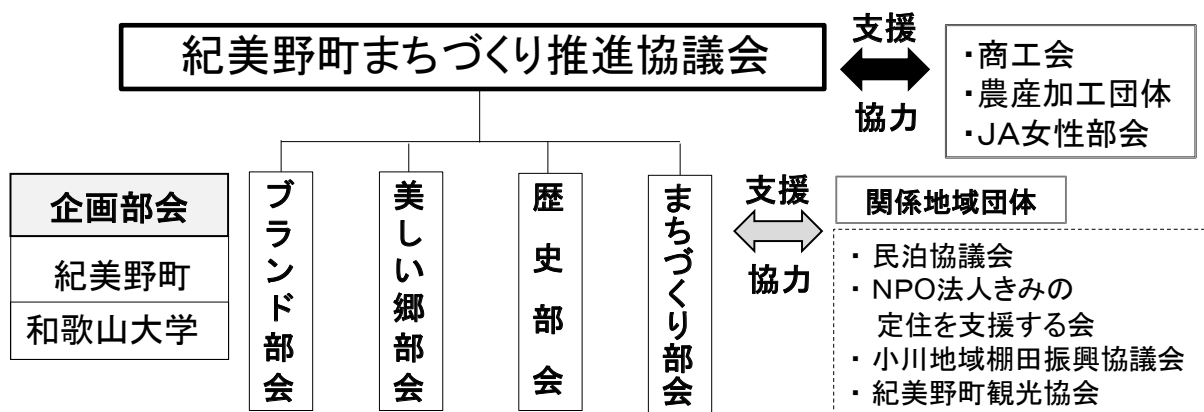 紀美野町まちづくり推進協議会
支援
協力
・商工会
・農産加工団体
・JA女性部会
企画部会
紀美野町
和歌山大学
ブランド部会
美しい郷部会
歴史部会
まちづくり部会
支援
協力
関係地域団体
・民泊協議会
・NPO法人きみの
定住を支援する会
・小川地域棚田振興協議会
・紀美野町観光協会